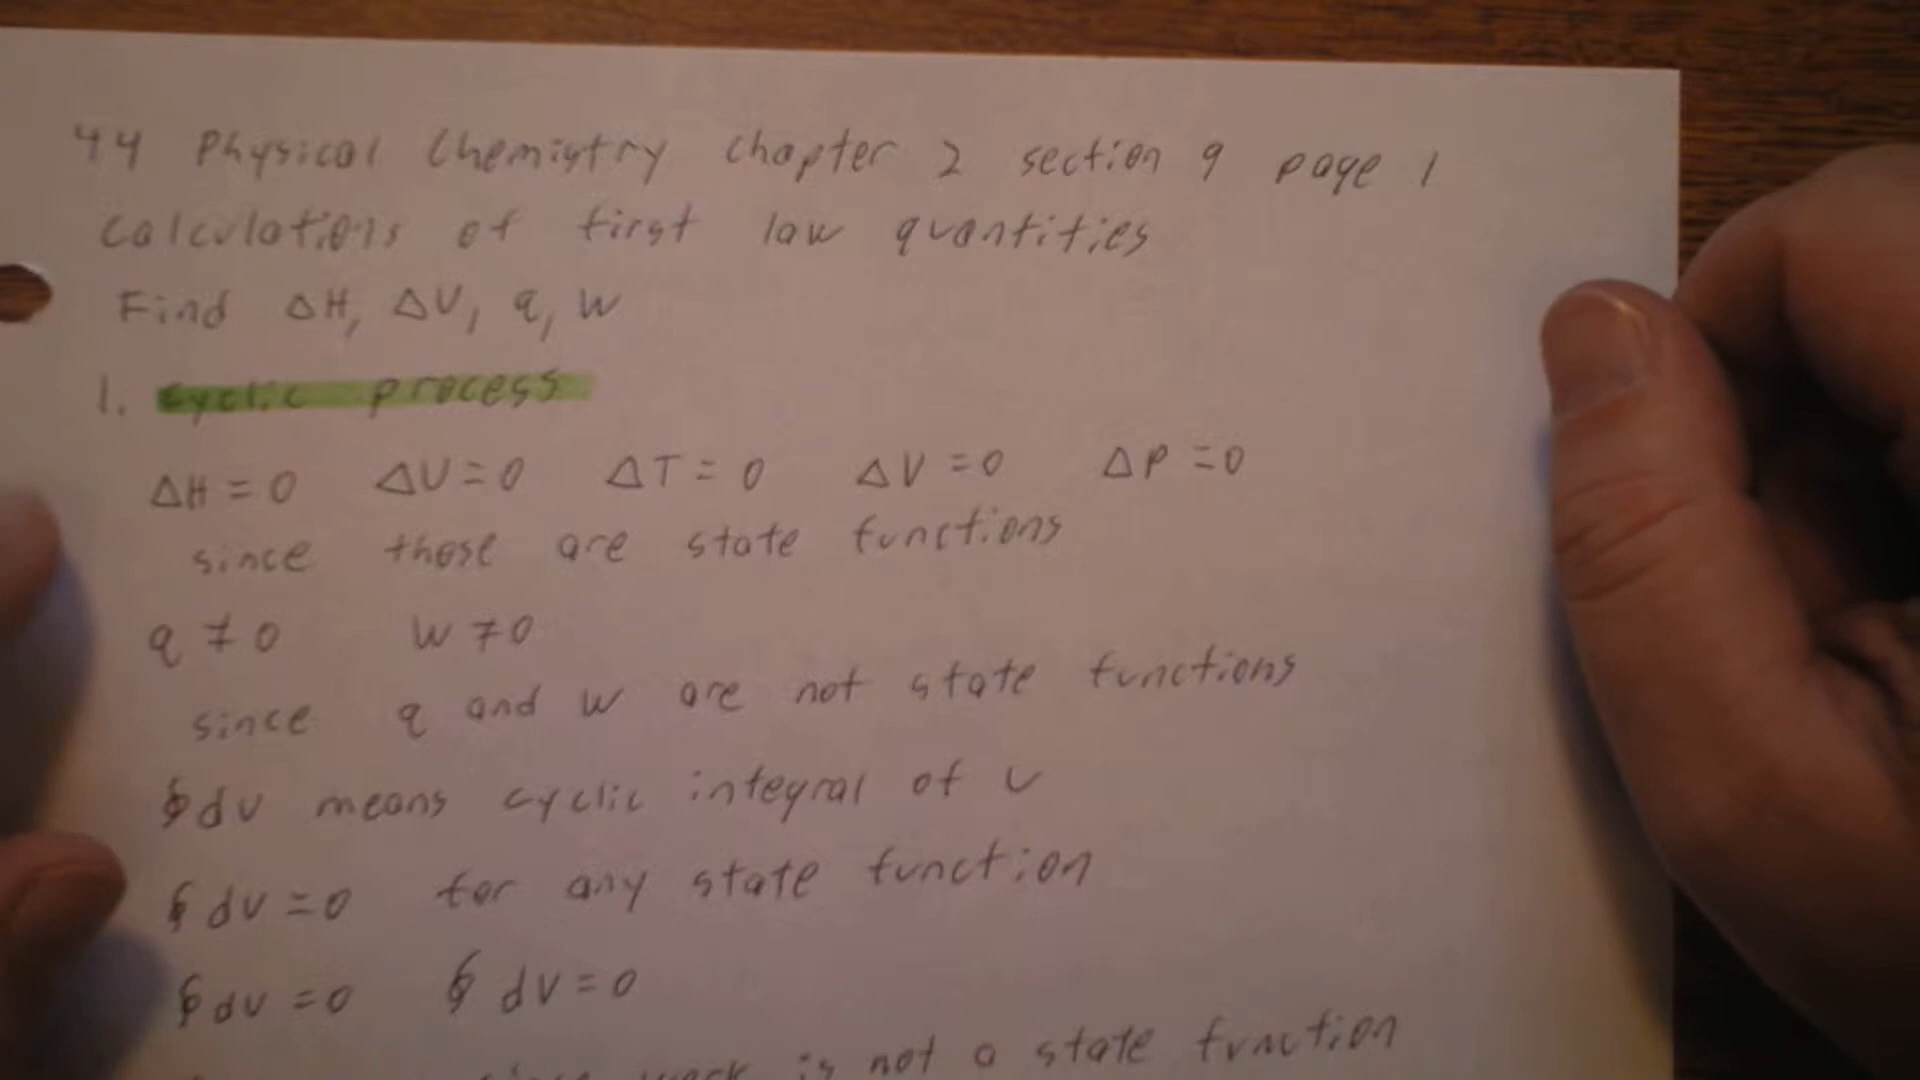 44 Physical Chemistry chapter 2 section 9 page 1
calculations of first law quantities
Find ΔH, ΔU, q, w
1. cyclic process
ΔH = 0 ΔU = 0 ΔT = 0 ΔV = 0 ΔP = 0
since these are state functions
q ≠ 0 w ≠ 0
since q and w are not state functions
∮ dU means cyclic integral of U
∮ dU = 0 for any state function
∮ dU = 0 ∮ dV = 0
since work is not a state function